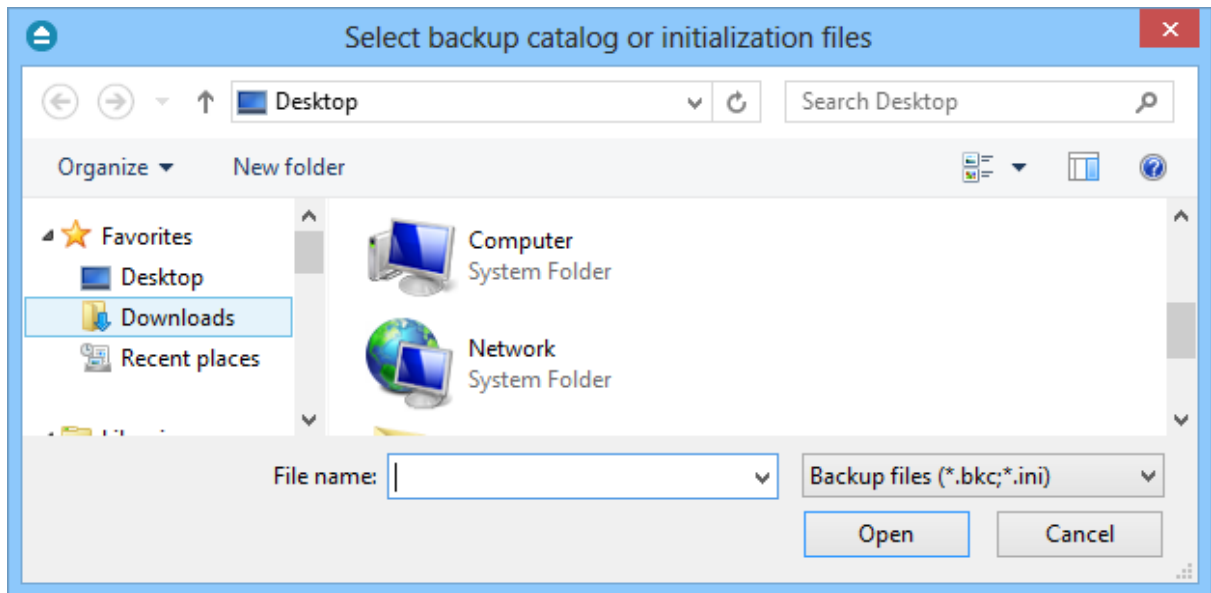 Select backup catalog or initialization files
Desktop
Search Desktop
Organize
New folder
Favorites
Desktop
Downloads
Recent places
Computer
System Folder
Network
System Folder
File name:
Backup files (*.bkc;*.ini)
Open
Cancel